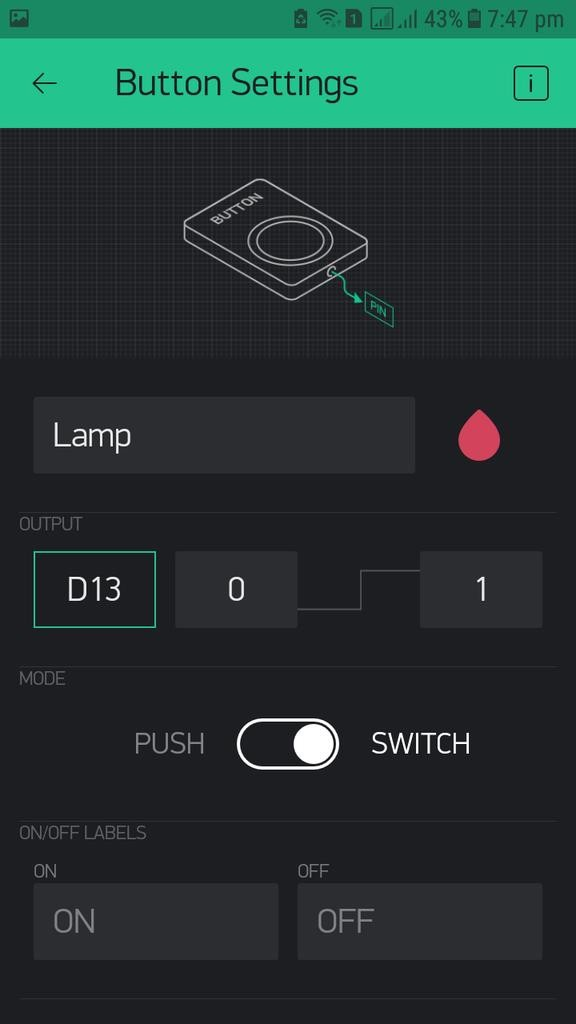 1 43% 7:47 pm
Button Settings i
BUTTON
PIN
Lamp
OUTPUT
D13 0 1
MODE
PUSH SWITCH
ON/OFF LABELS
ON OFF
ON OFF